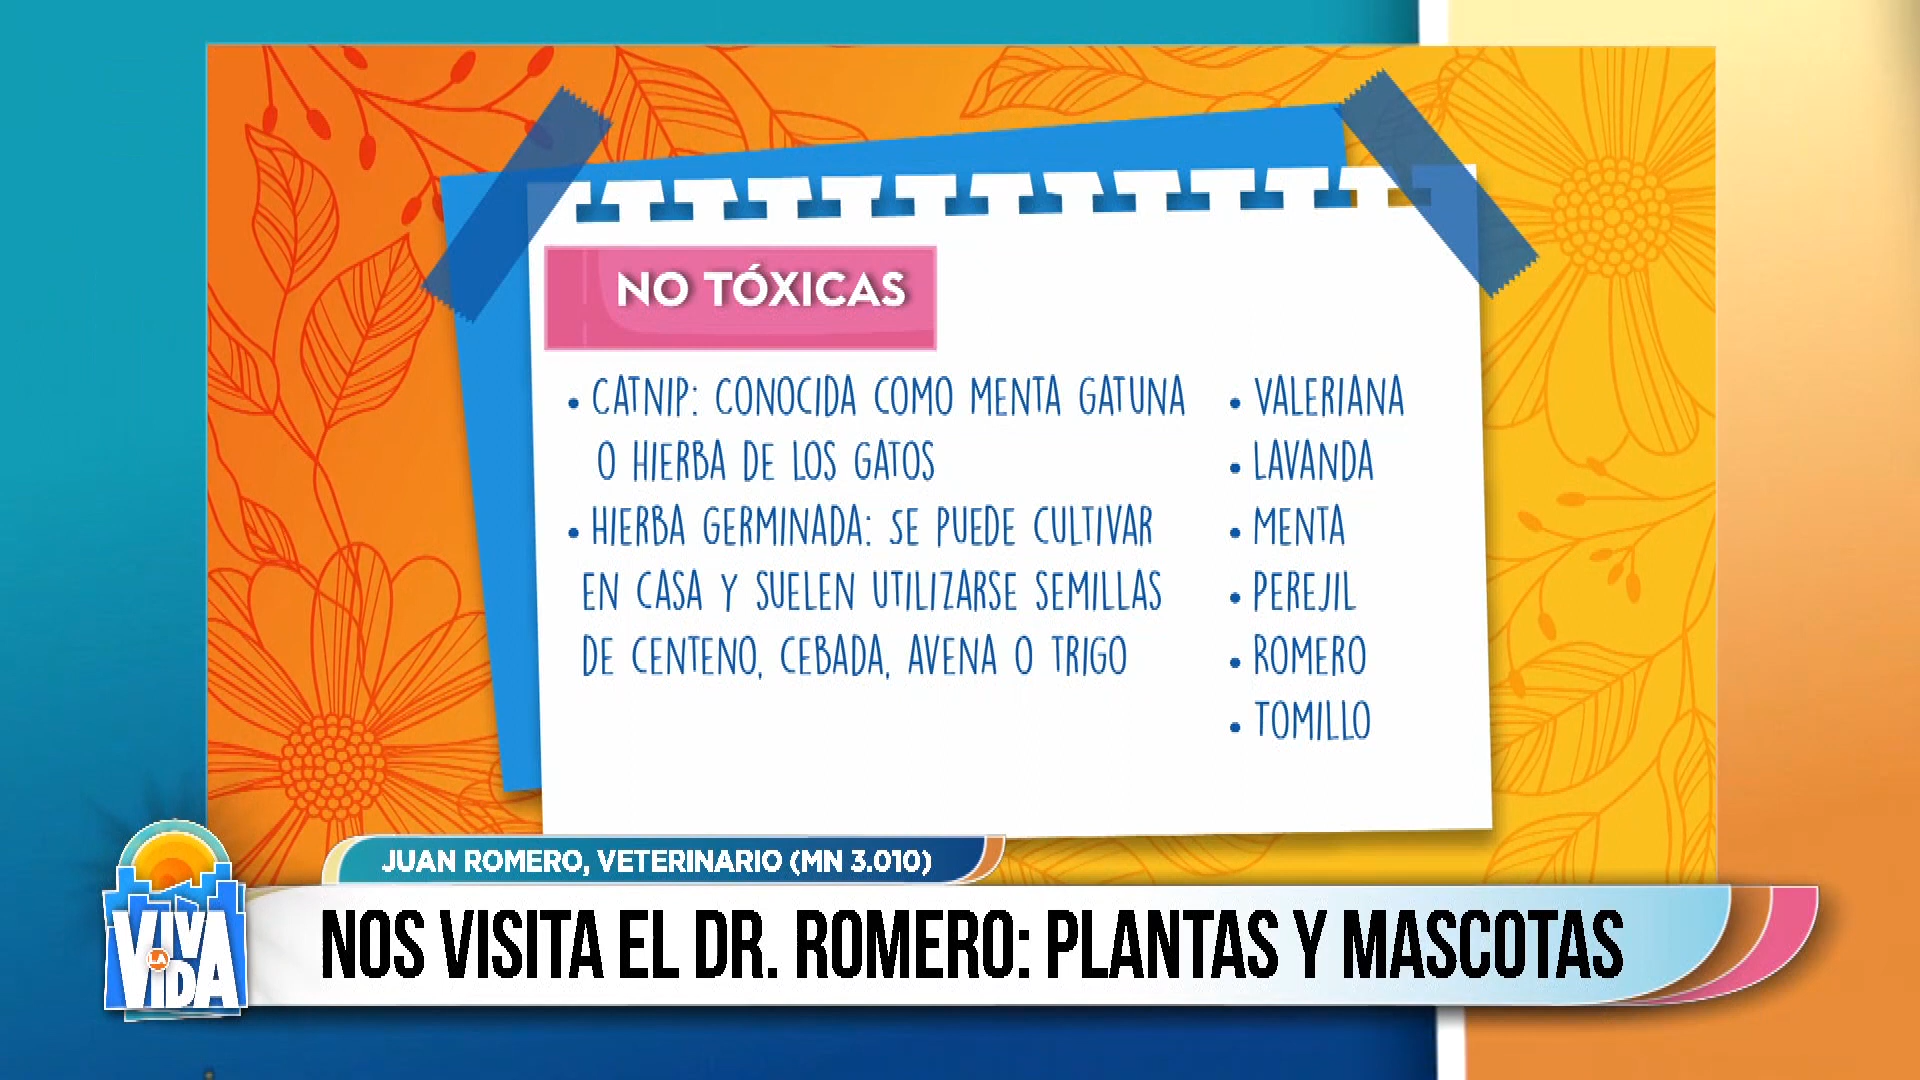 NO TÓXICAS
• CATNIP: CONOCIDA COMO MENTA GATUNA
O HIERBA DE LOS GATOS
• HIERBA GERMINADA: SE PUEDE CULTIVAR
EN CASA Y SUELEN UTILIZARSE SEMILLAS
DE CENTENO, CEBADA, AVENA O TRIGO
• VALERIANA
• LAVANDA
• MENTA
• PEREJIL
• ROMERO
• TOMILLO
JUAN ROMERO, VETERINARIO (MN 3.010)
NOS VISITA EL DR. ROMERO: PLANTAS Y MASCOTAS
VIVA
LA
VIDA